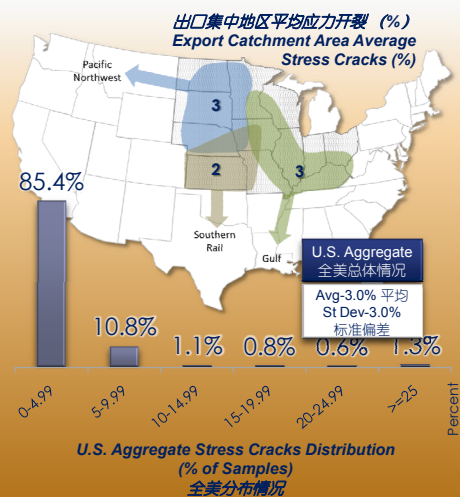 出口集中地区平均应力开裂 （%）
Export Catchment Area Average
Stress Cracks (%)
Pacific
Northwest
3
2
3
Southern
Rail
Gulf
U.S. Aggregate
全美总体情况
Avg-3.0% 平均
St Dev-3.0%
标准偏差
85.4%
10.8%
1.1%
0.8%
0.6%
1.3%
0-4.99
5-9.99
10-14.99
15-19.99
20-24.99
>=25
Percent
U.S. Aggregate Stress Cracks Distribution
(% of Samples)
全美分布情况